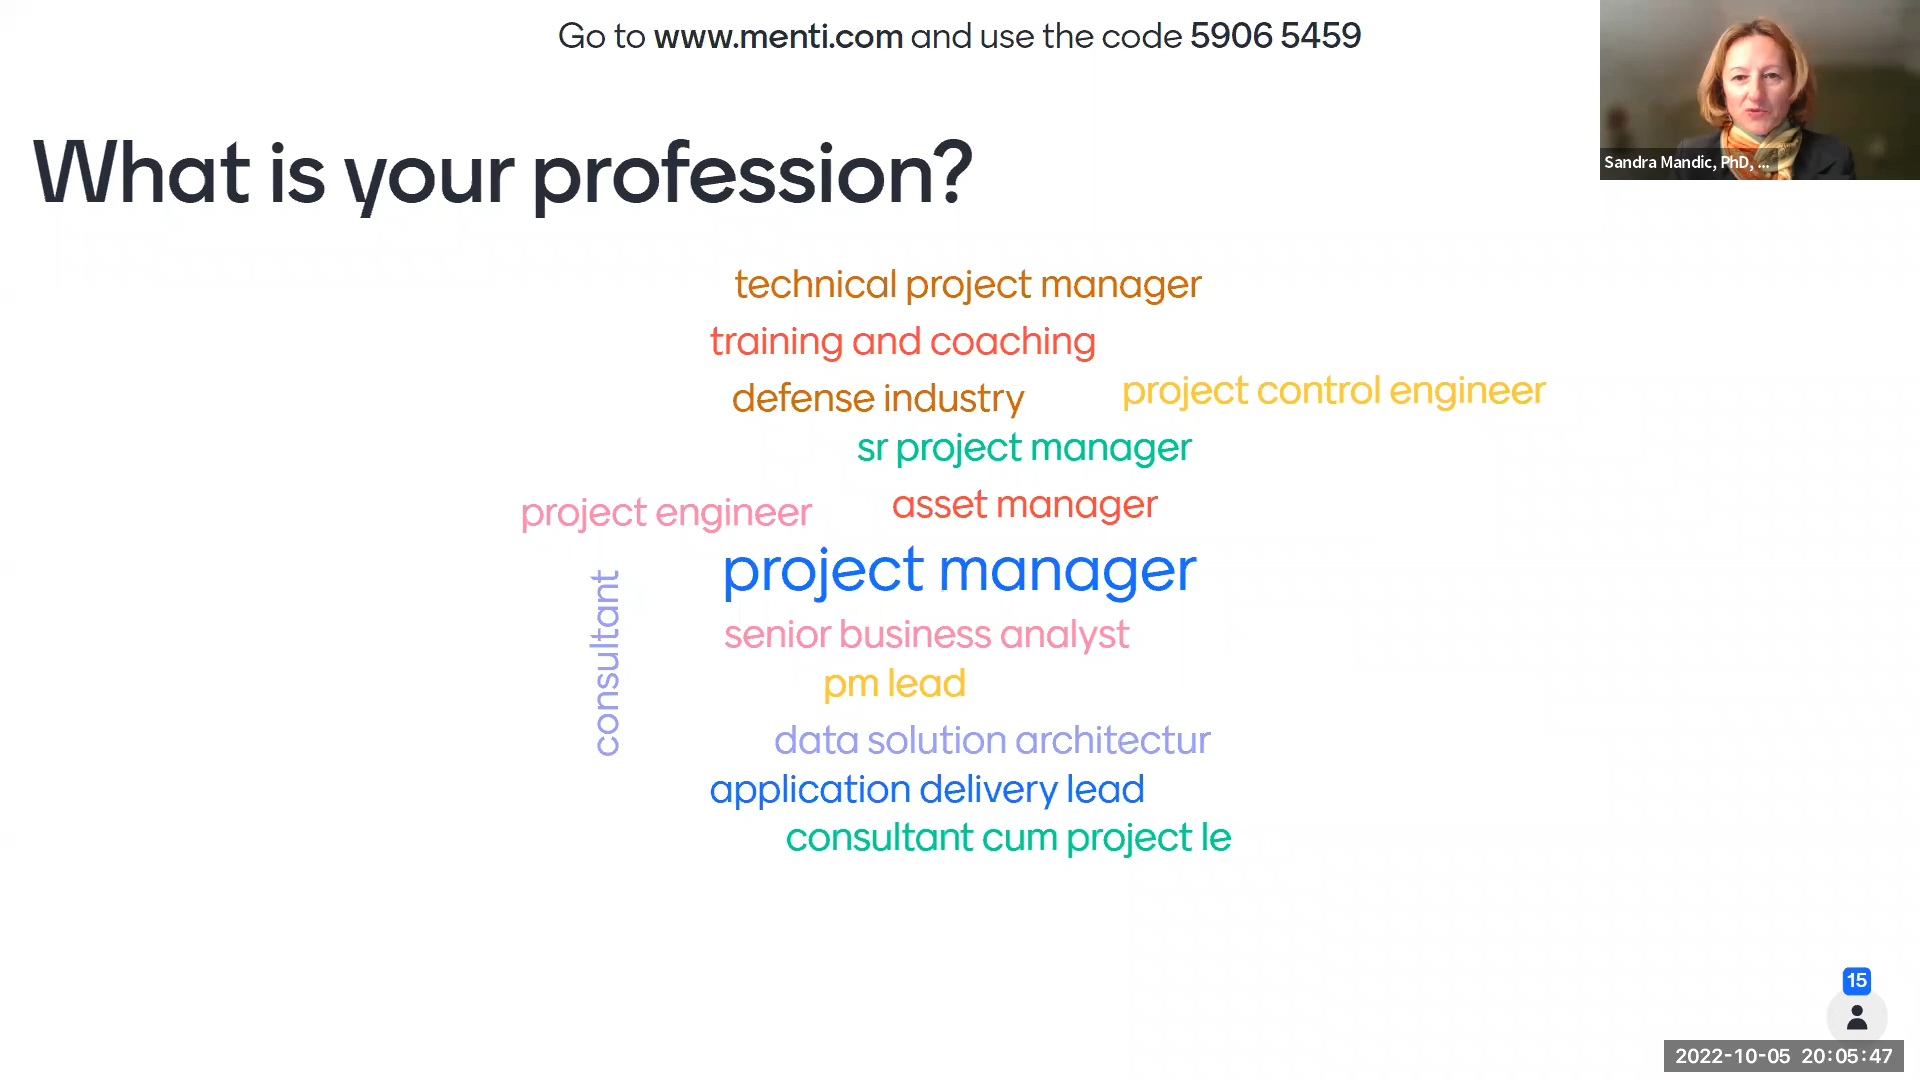 Go to www.menti.com and use the code 5906 5459
Sandra Mandic, PhD, ...
What is your profession?
technical project manager
training and coaching
defense industry
project control engineer
sr project manager
project engineer
asset manager
project manager
consultant
senior business analyst
pm lead
data solution architectur
application delivery lead
consultant cum project le
15
2022-10-05 20:05:47